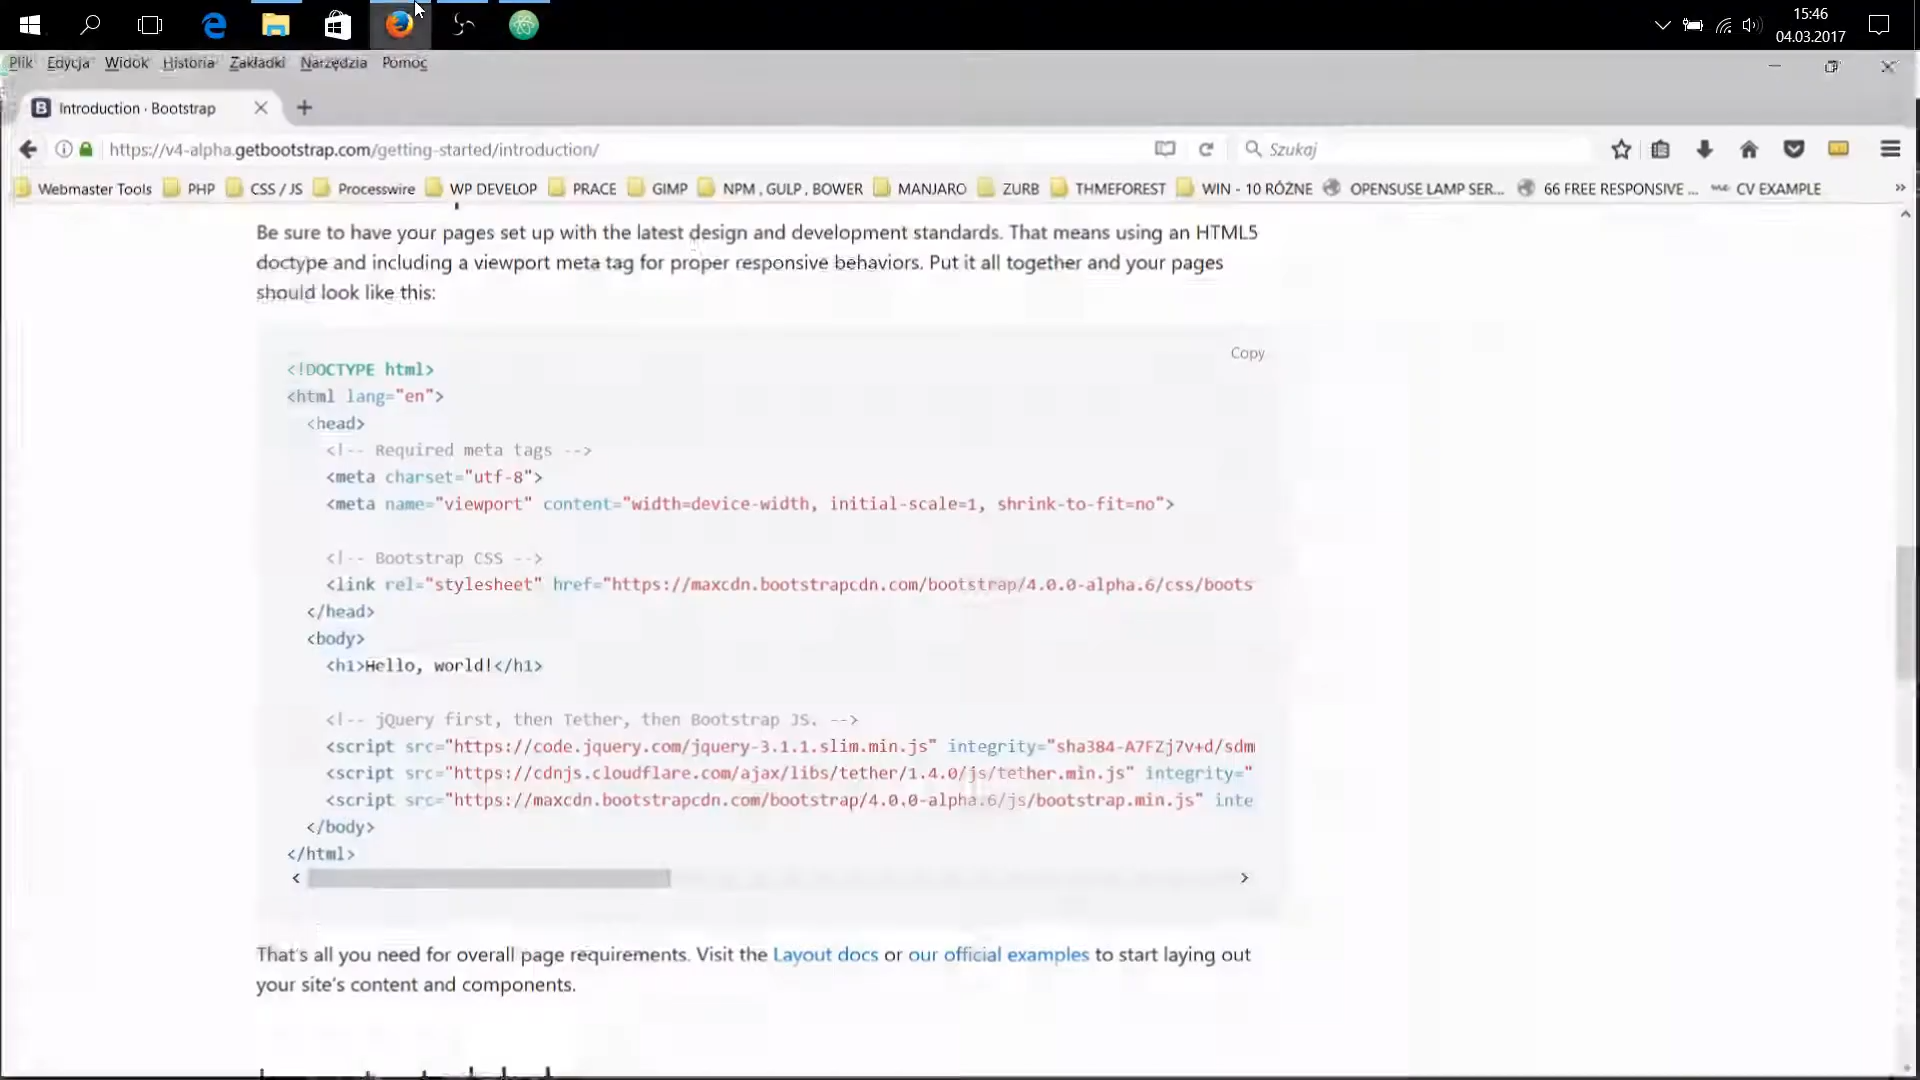 15:46
04.03.2017
Plik Edycja Widok Historia Zakładki Narzędzia Pomoc
B Introduction · Bootstrap
https://v4-alpha.getbootstrap.com/getting-started/introduction/
Szukaj
Webmaster Tools PHP CSS / JS Processwire WP DEVELOP PRACE GIMP NPM , GULP , BOWER MANJARO ZURB THMEFOREST WIN - 10 RÓŻNE OPENSUSE LAMP SER... 66 FREE RESPONSIVE ... CV EXAMPLE
Be sure to have your pages set up with the latest design and development standards. That means using an HTML5
doctype and including a viewport meta tag for proper responsive behaviors. Put it all together and your pages
should look like this:
Copy
<!DOCTYPE html>
<html lang="en">
<head>
<!-- Required meta tags -->
<meta charset="utf-8">
<meta name="viewport" content="width=device-width, initial-scale=1, shrink-to-fit=no">
<!-- Bootstrap CSS -->
<link rel="stylesheet" href="https://maxcdn.bootstrapcdn.com/bootstrap/4.0.0-alpha.6/css/boots
</head>
<body>
<h1>Hello, world!</h1>
<!-- jQuery first, then Tether, then Bootstrap JS. -->
<script src="https://code.jquery.com/jquery-3.1.1.slim.min.js" integrity="sha384-A7FZj7v+d/sdm
<script src="https://cdnjs.cloudflare.com/ajax/libs/tether/1.4.0/js/tether.min.js" integrity="
<script src="https://maxcdn.bootstrapcdn.com/bootstrap/4.0.0-alpha.6/js/bootstrap.min.js" inte
</body>
</html>
That's all you need for overall page requirements. Visit the Layout docs or our official examples to start laying out
your site's content and components.